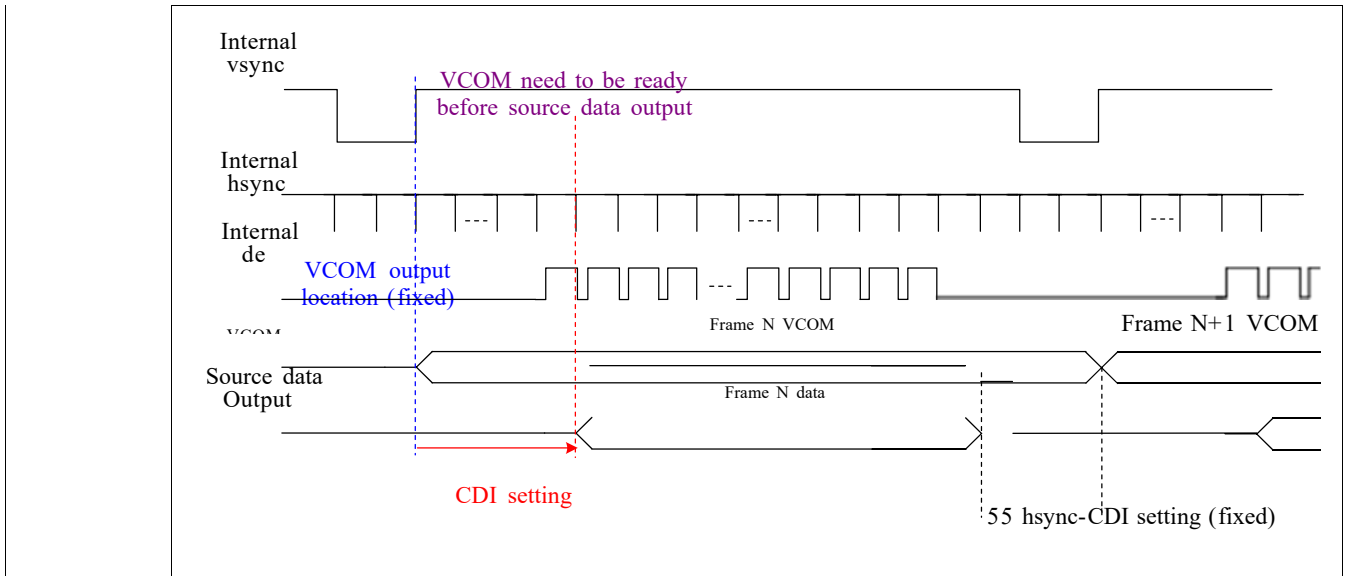 Internal
vsync
VCOM need to be ready
before source data output
Internal
hsync
---
---
---
Internal
de
VCOM output
location (fixed)
---
Frame N VCOM
Frame N+1 VCOM
VCOM
Source data
Output
Frame N data
CDI setting
55 hsync-CDI setting (fixed)